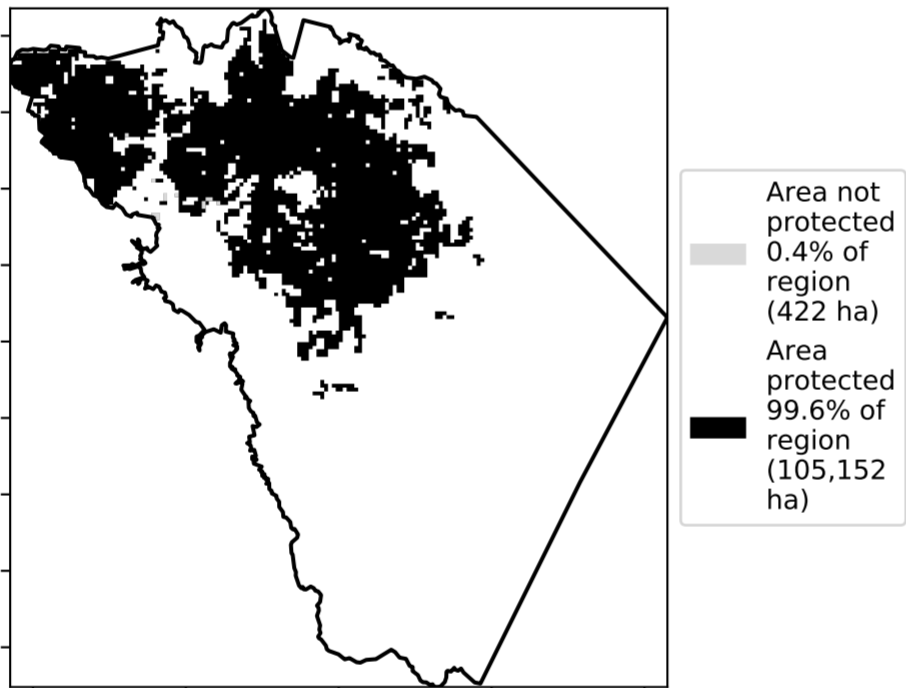 Area not
protected
0.4% of
region
(422 ha)
Area
protected
99.6% of
region
(105,152
ha)